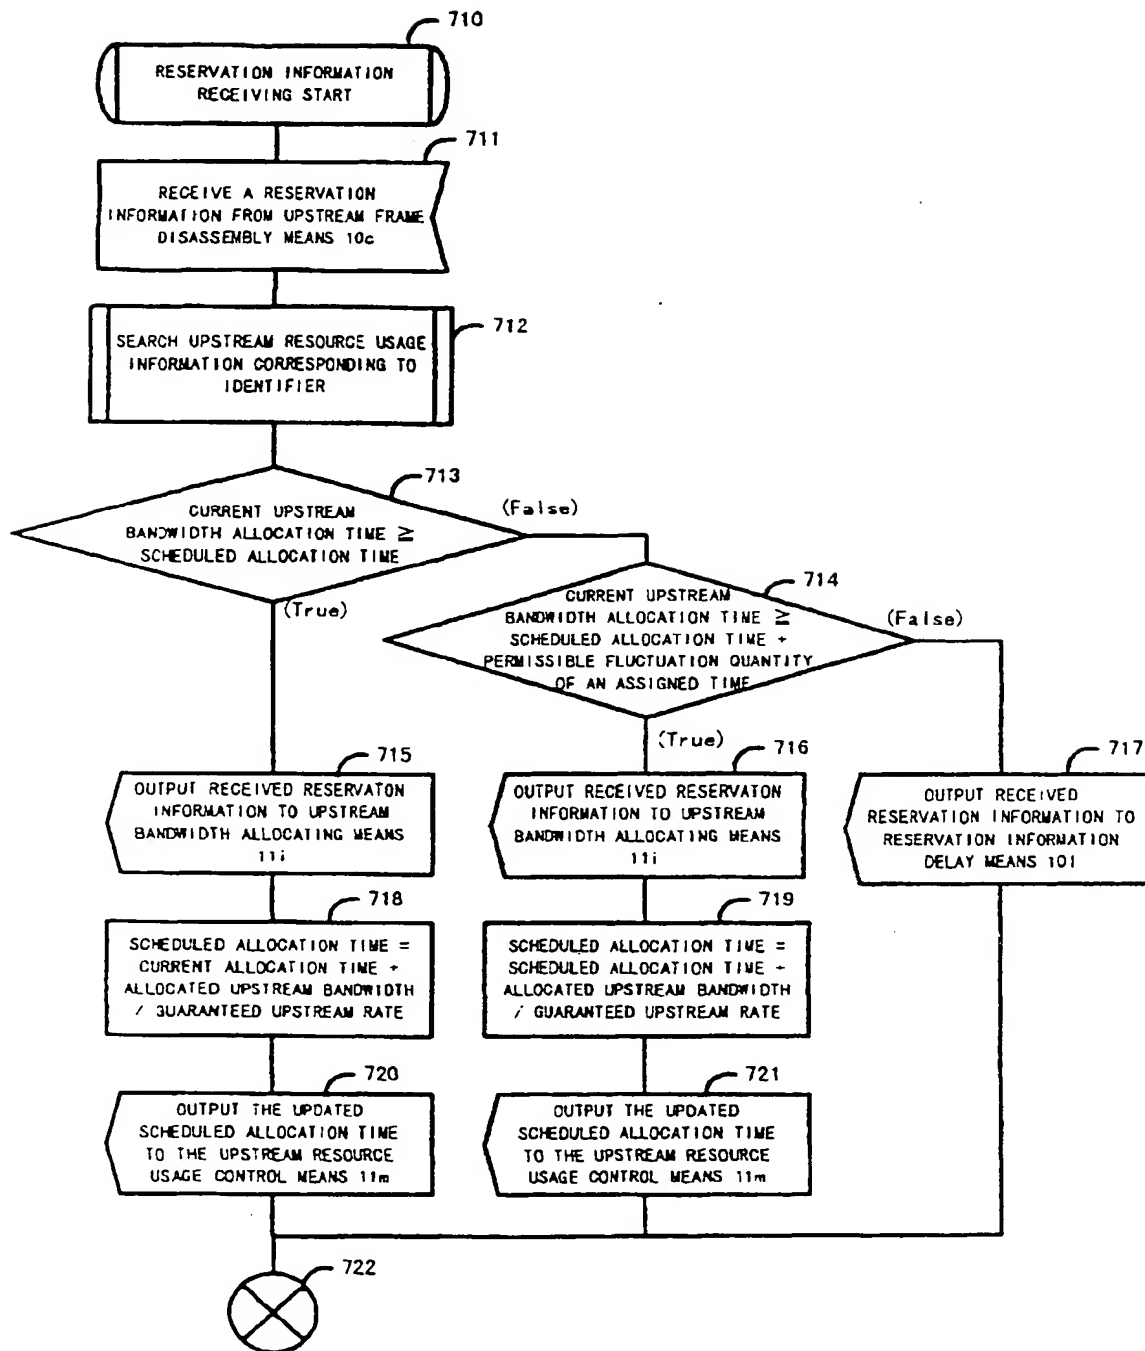 710
RESERVATION INFORMATION
RECEIVING START
711
RECEIVE A RESERVATION
INFORMATION FROM UPSTREAM FRAME
DISASSEMBLY MEANS 10c
712
SEARCH UPSTREAM RESOURCE USAGE
INFORMATION CORRESPONDING TO
IDENTIFIER
713
CURRENT UPSTREAM
BANDWIDTH ALLOCATION TIME ≧
SCHEDULED ALLOCATION TIME
(False)
(True)
714
CURRENT UPSTREAM
BANDWIDTH ALLOCATION TIME ≧
SCHEDULED ALLOCATION TIME +
PERMISSIBLE FLUCTUATION QUANTITY
OF AN ASSIGNED TIME
(False)
(True)
715
OUTPUT RECEIVED RESERVATON
INFORMATION TO UPSTREAM
BANDWIDTH ALLOCATING MEANS
11i
716
OUTPUT RECEIVED RESERVATON
INFORMATION TO UPSTREAM
BANDWIDTH ALLOCATING MEANS
11i
717
OUTPUT RECEIVED
RESERVATION INFORMATION TO
RESERVATION INFORMATION
DELAY MEANS 10l
718
SCHEDULED ALLOCATION TIME =
CURRENT ALLOCATION TIME +
ALLOCATED UPSTREAM BANDWIDTH
/ GUARANTEED UPSTREAM RATE
719
SCHEDULED ALLOCATION TIME =
SCHEDULED ALLOCATION TIME +
ALLOCATED UPSTREAM BANDWIDTH
/ GUARANTEED UPSTREAM RATE
720
OUTPUT THE UPDATED
SCHEDULED ALLOCATION TIME
TO THE UPSTREAM RESOURCE
USAGE CONTROL MEANS 11m
721
OUTPUT THE UPDATED
SCHEDULED ALLOCATION TIME
TO THE UPSTREAM RESOURCE
USAGE CONTROL MEANS 11m
722